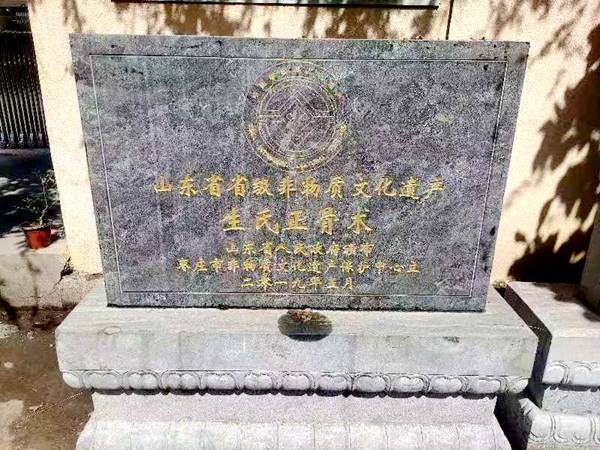 山东省省级非物质文化遗产
生氏正骨术
山东省人民政府颁布
枣庄市非物质文化遗产保护中心立
二零一九年五月